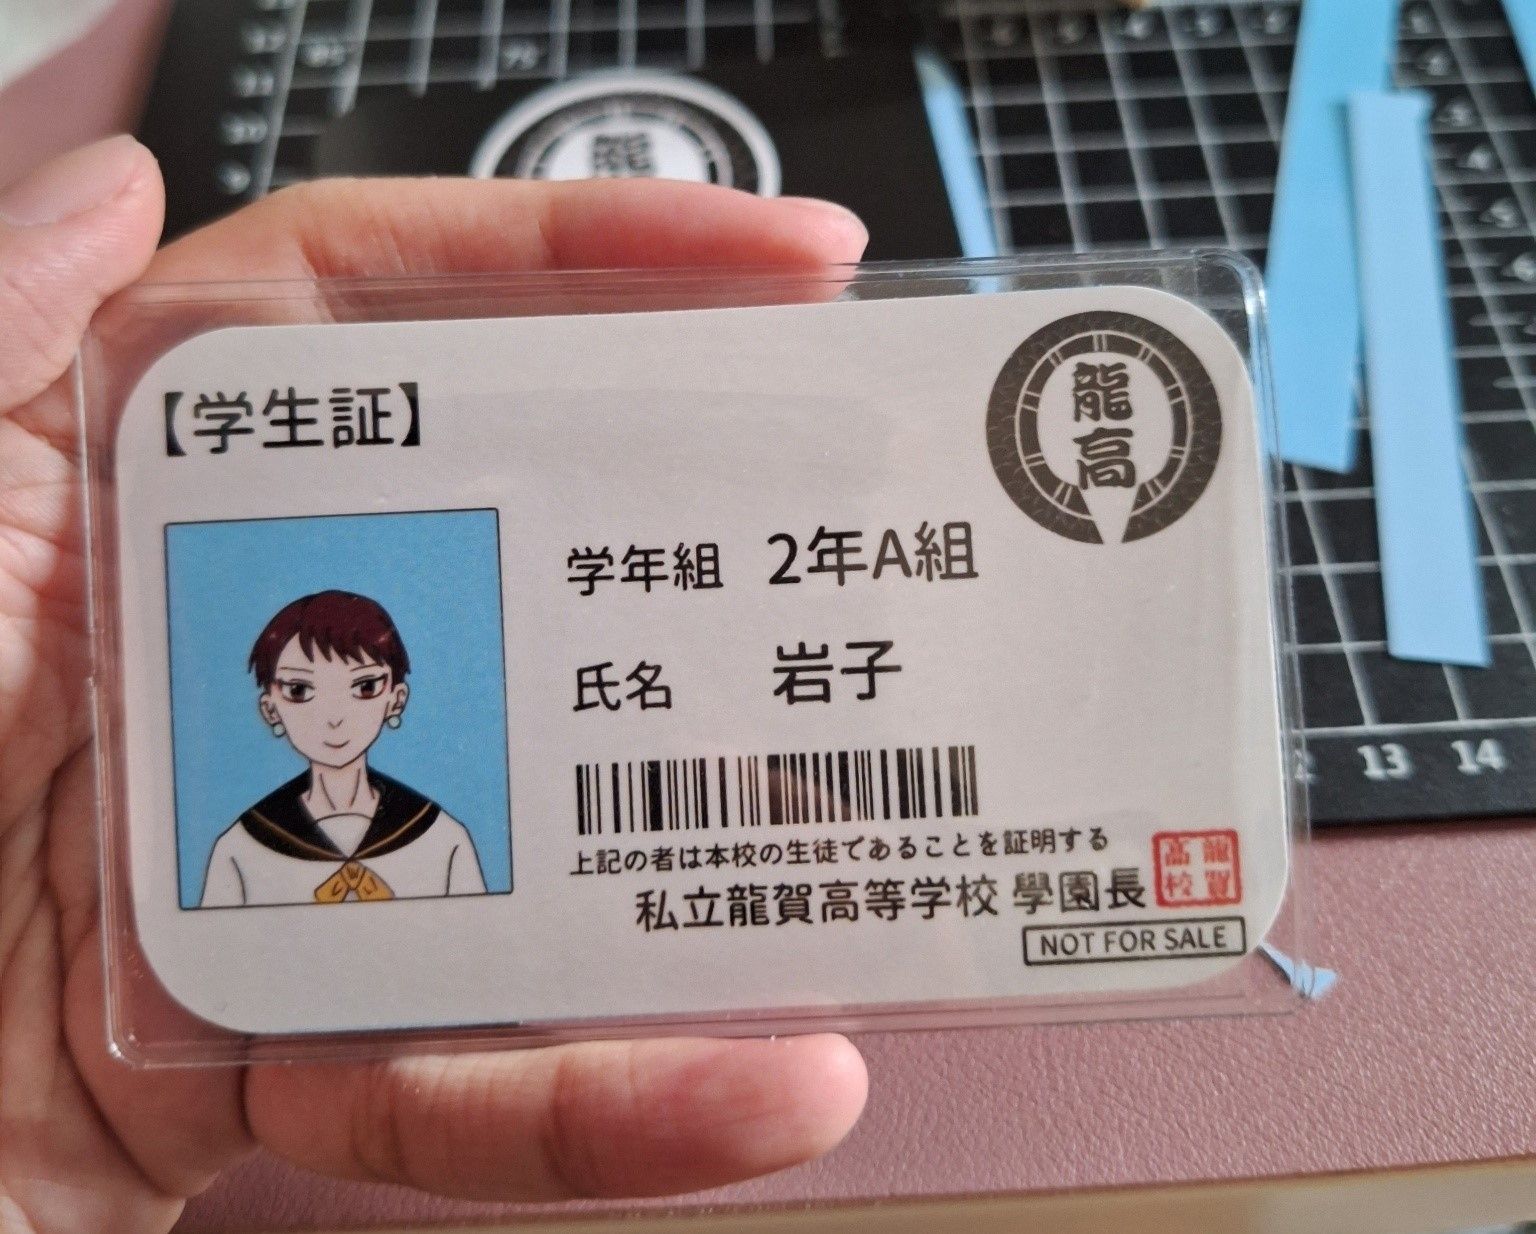 【学生証】
龍高
学年組 2年A組
氏名 岩子
上記の者は本校の生徒であることを証明する
私立龍賀高等学校 學園長
龍賀高校
NOT FOR SALE
龍
13 14